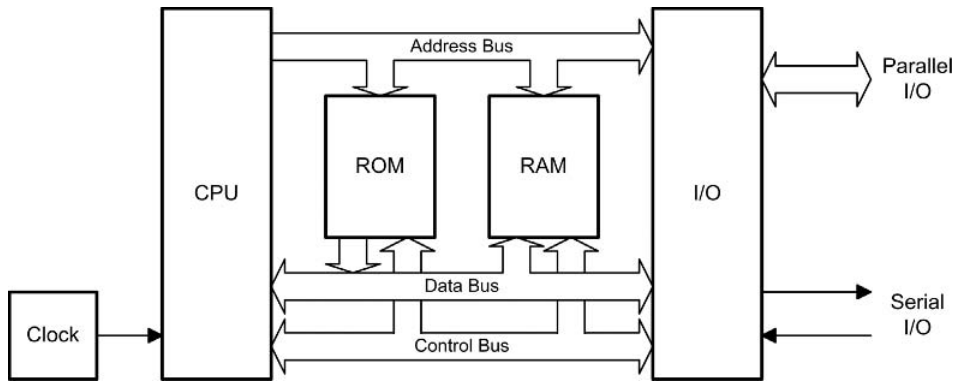 Address Bus
Parallel
I/O
ROM
RAM
CPU
I/O
Data Bus
Serial
I/O
Clock
Control Bus